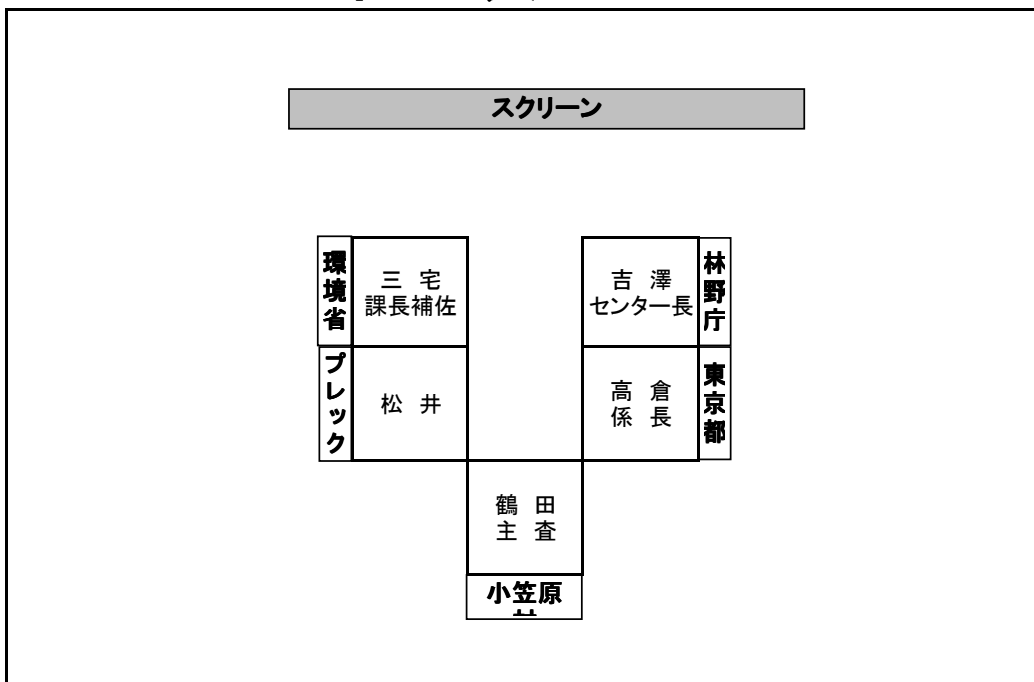 スクリーン
環境省
三 宅
課長補佐
吉 澤
センター長
林野庁
プレック
松 井
高 倉
係 長
東京都
鶴 田
主 査
小笠原